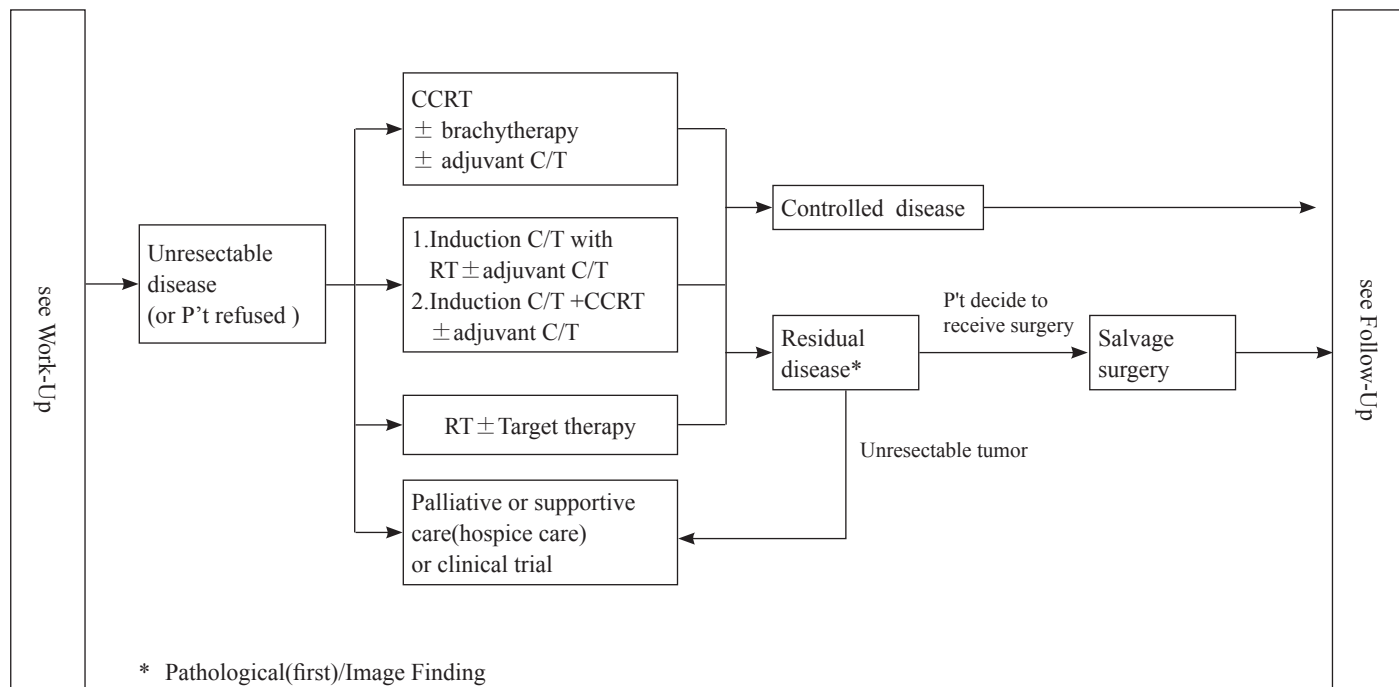 see Work-Up
Unresectable
disease
(or P’t refused )
CCRT
± brachytherapy
± adjuvant C/T
1.Induction C/T with
RT±adjuvant C/T
2.Induction C/T +CCRT
±adjuvant C/T
RT±Target therapy
Palliative or supportive
care(hospice care)
or clinical trial
Controlled disease
Residual
disease*
P't decide to
receive surgery
Unresectable tumor
Salvage
surgery
see Follow-Up
* Pathological(first)/Image Finding